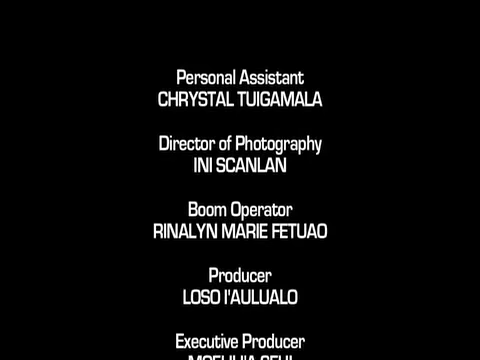 Personal Assistant
CHRYSTAL TUIGAMALA
Director of Photography
INI SCANLAN
Boom Operator
RINALYN MARIE FETUAO
Producer
LOSO I'AULUALO
Executive Producer